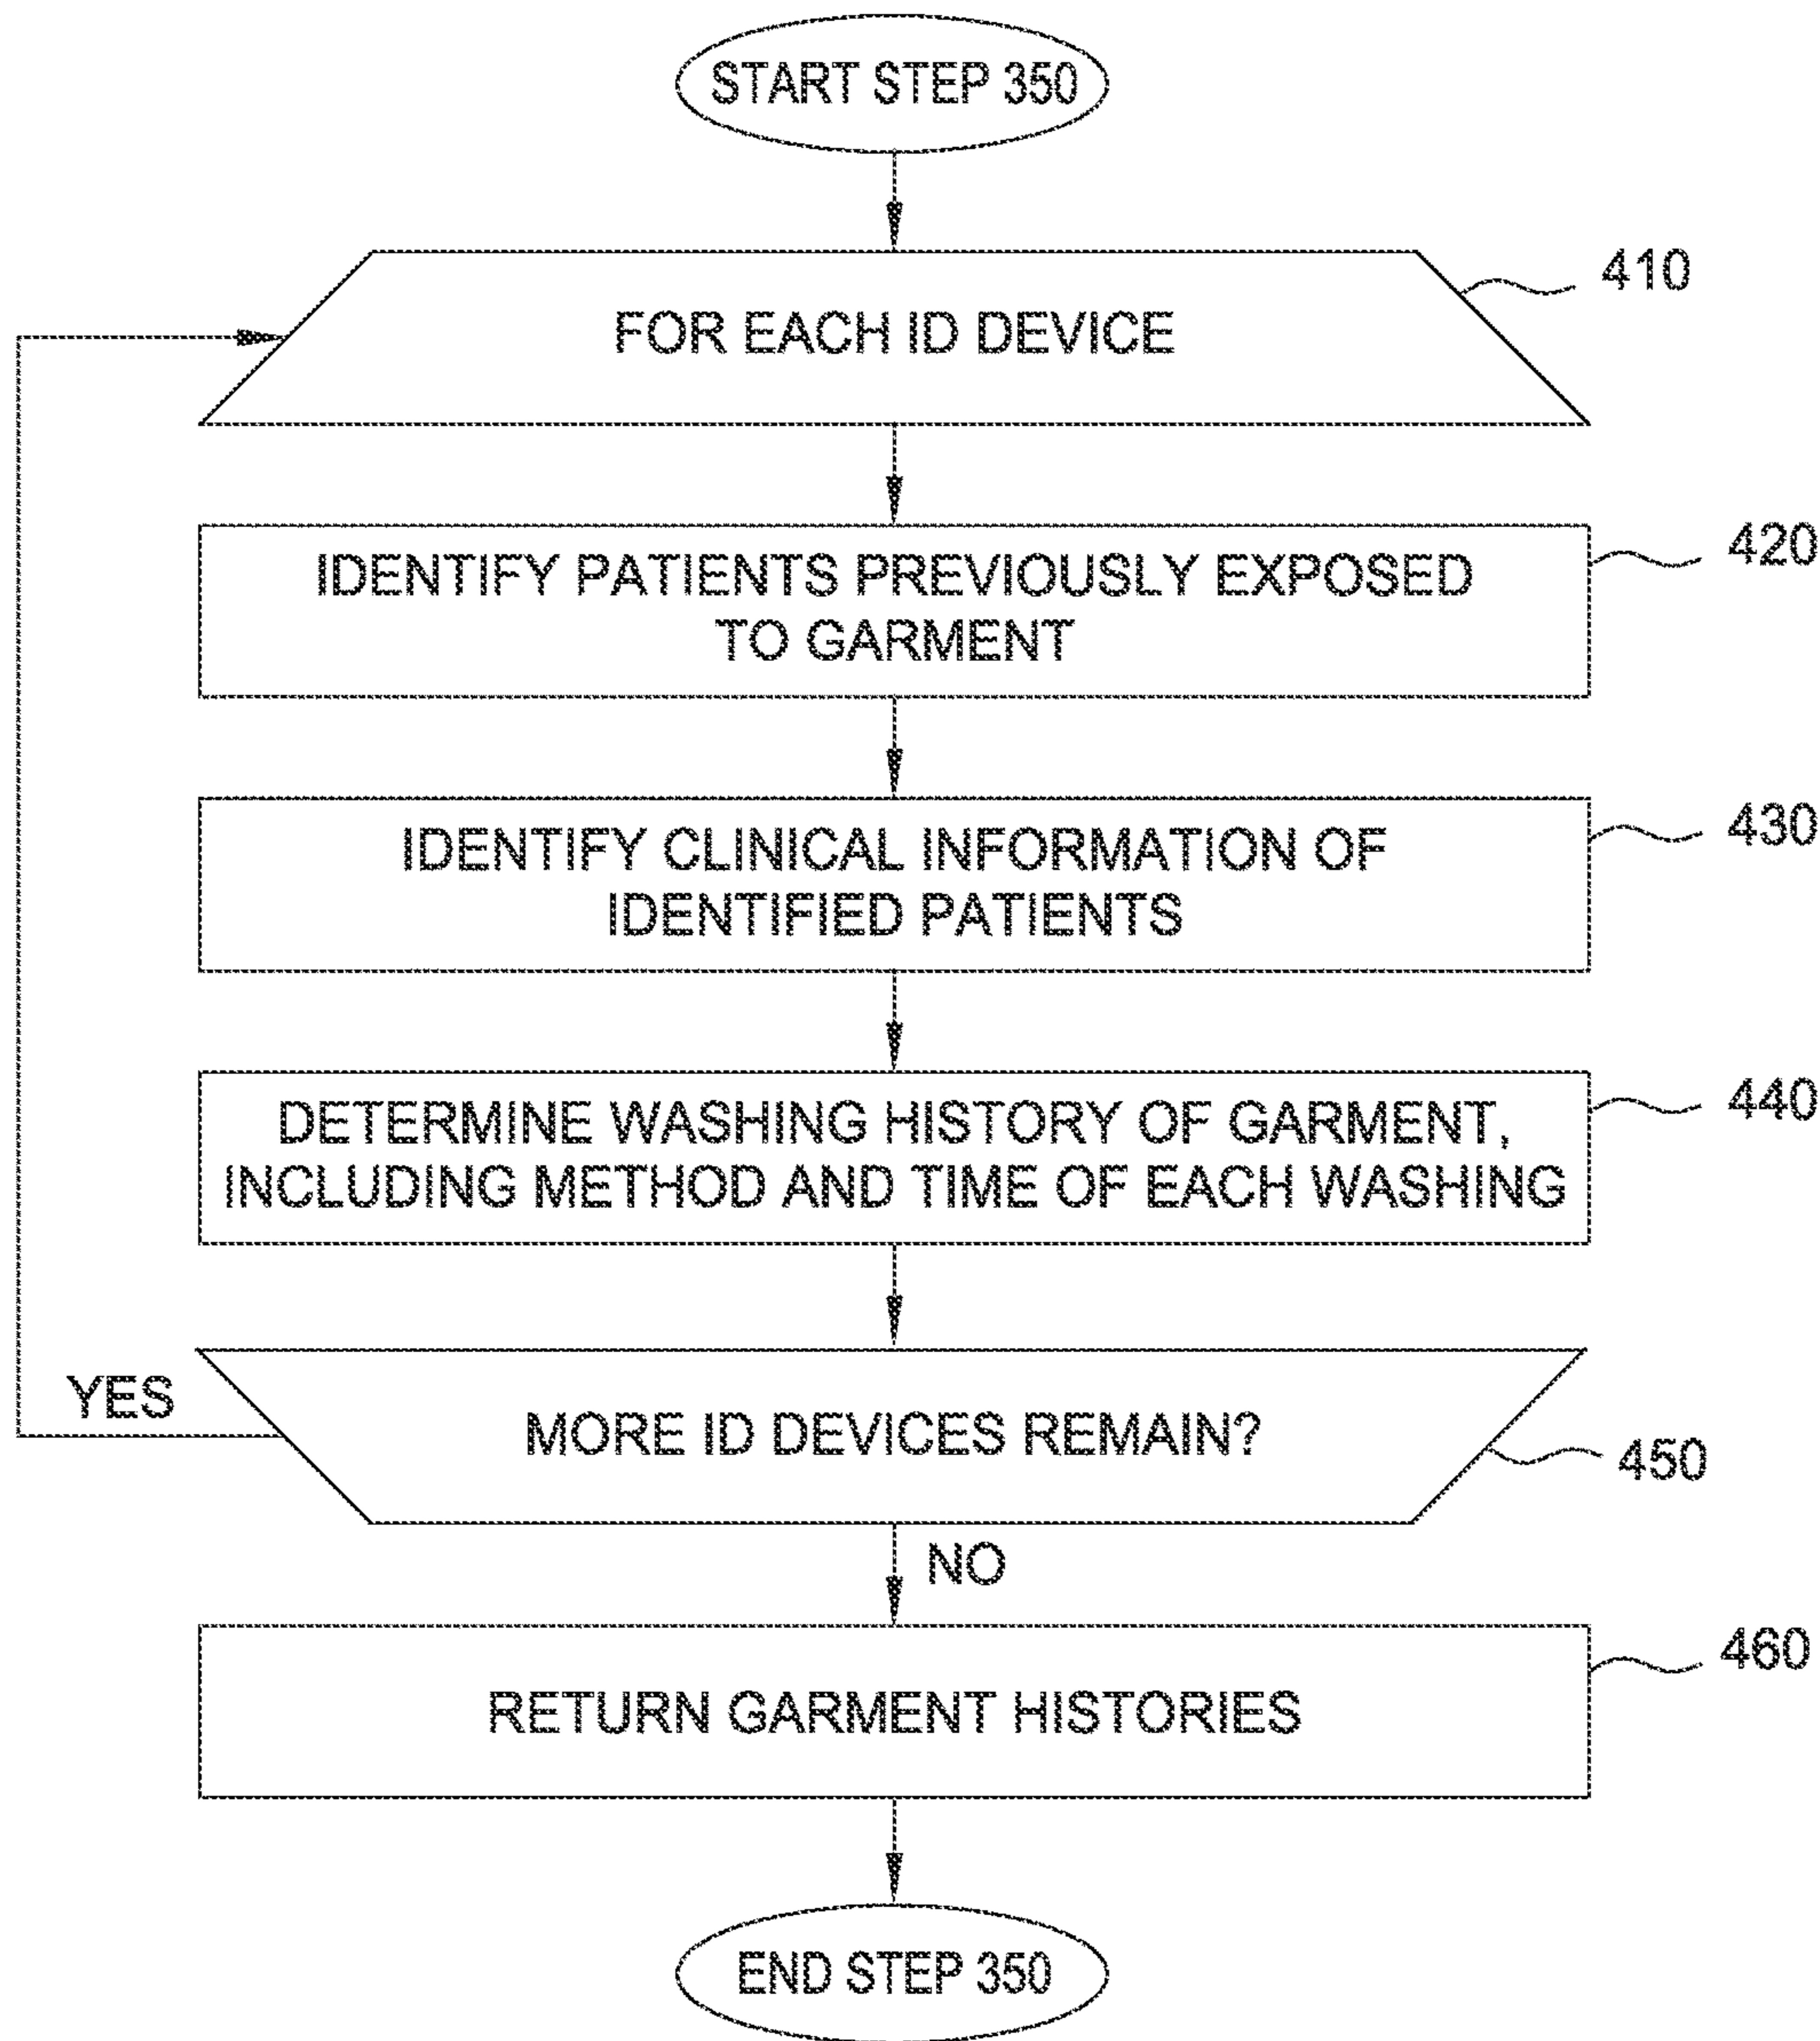 START STEP 350
FOR EACH ID DEVICE
410
IDENTIFY PATIENTS PREVIOUSLY EXPOSED
TO GARMENT
420
IDENTIFY CLINICAL INFORMATION OF
IDENTIFIED PATIENTS
430
DETERMINE WASHING HISTORY OF GARMENT,
INCLUDING METHOD AND TIME OF EACH WASHING
440
YES
MORE ID DEVICES REMAIN?
450
NO
RETURN GARMENT HISTORIES
460
END STEP 350